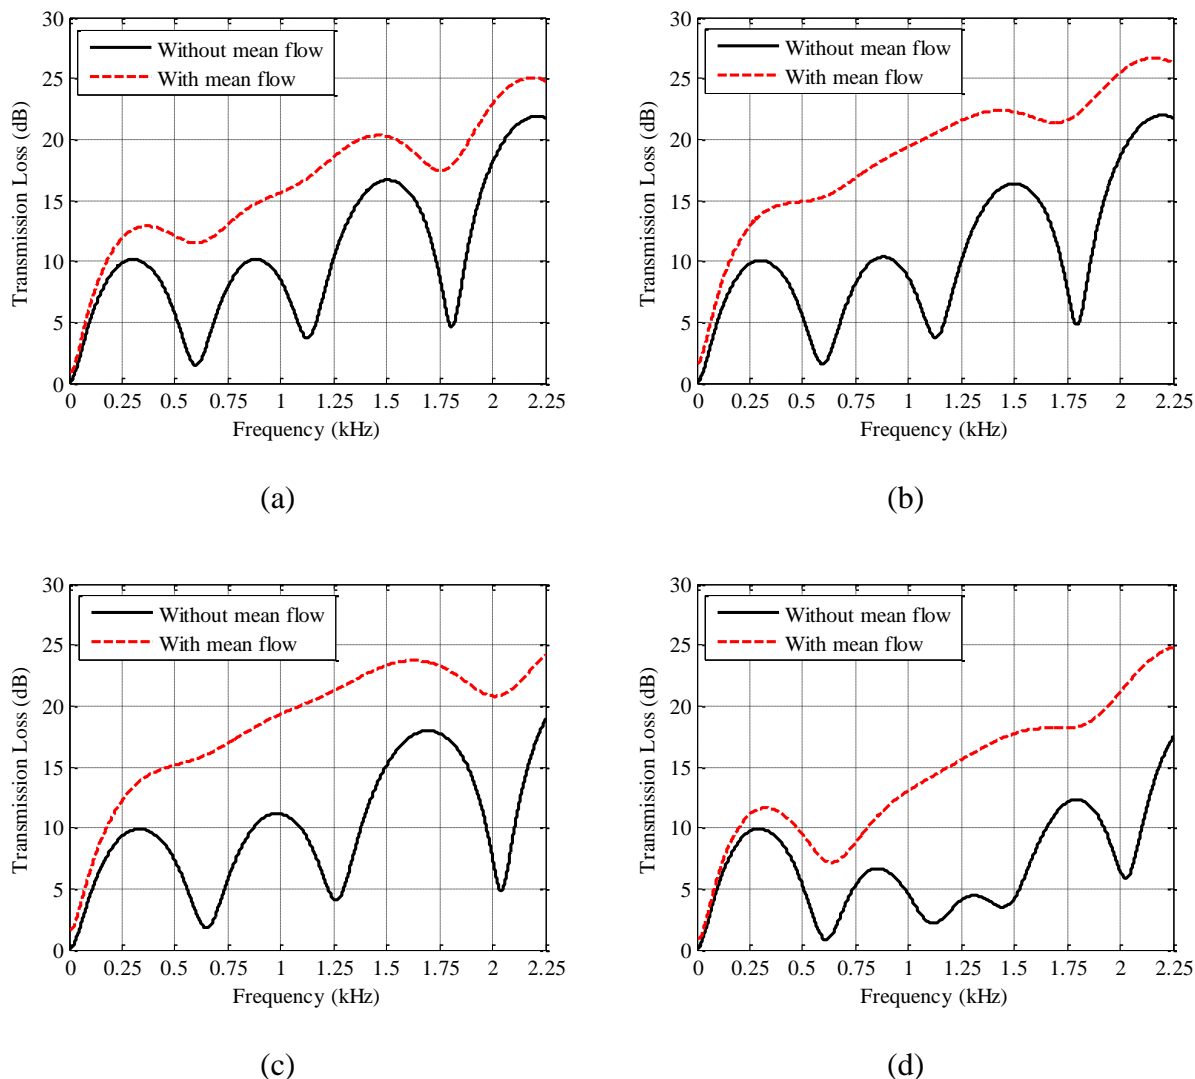 30
25
20
15
10
5
0
Transmission Loss (dB)
Without mean flow
With mean flow
0 0.25 0.5 0.75 1 1.25 1.5 1.75 2 2.25
Frequency (kHz)
(a)
30
25
20
15
10
5
0
Transmission Loss (dB)
Without mean flow
With mean flow
0 0.25 0.5 0.75 1 1.25 1.5 1.75 2 2.25
Frequency (kHz)
(b)
30
25
20
15
10
5
0
Transmission Loss (dB)
Without mean flow
With mean flow
0 0.25 0.5 0.75 1 1.25 1.5 1.75 2 2.25
Frequency (kHz)
(c)
30
25
20
15
10
5
0
Transmission Loss (dB)
Without mean flow
With mean flow
0 0.25 0.5 0.75 1 1.25 1.5 1.75 2 2.25
Frequency (kHz)
(d)